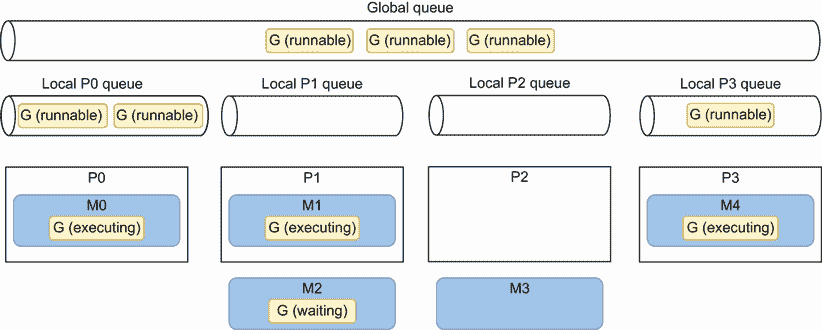 Global queue
G (runnable) G (runnable) G (runnable)
Local P0 queue Local P1 queue Local P2 queue Local P3 queue
G (runnable) G (runnable) G (runnable)
P0 P1 P2 P3
M0 M1 M4
G (executing) G (executing) G (executing)
M2 M3
G (waiting)